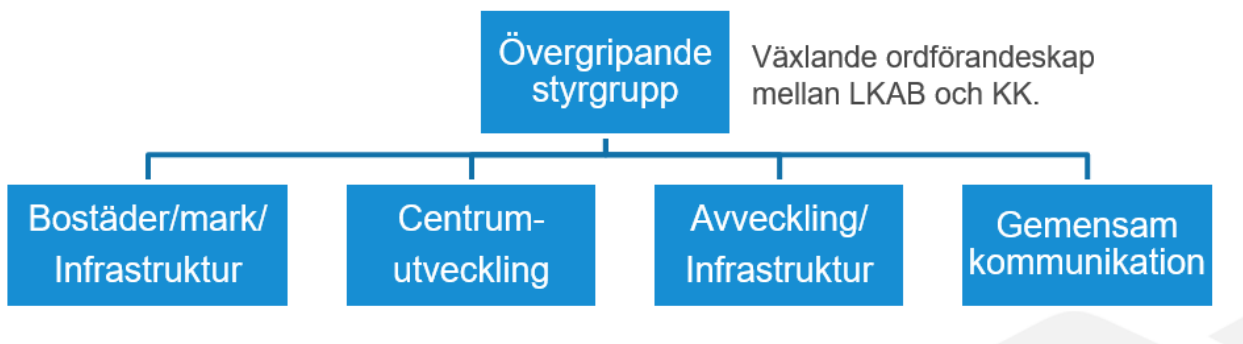 Övergripande
styrgrupp
Växlande ordförandeskap
mellan LKAB och KK.
Bostäder/mark/
Infrastruktur
Centrum-
utveckling
Avveckling/
Infrastruktur
Gemensam
kommunikation